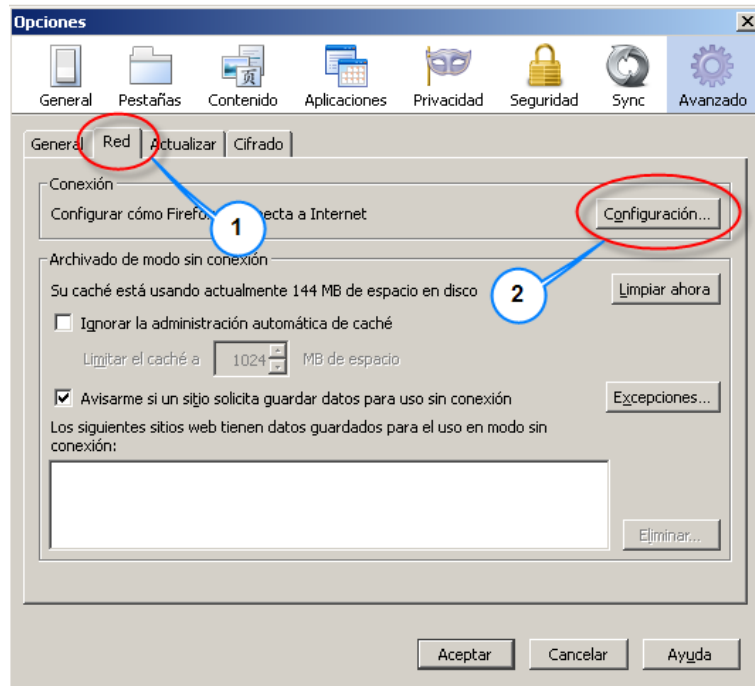 Opciones
General Pestañas Contenido Aplicaciones Privacidad Seguridad Sync Avanzado
General Red Actualizar Cifrado
Conexión
Configurar cómo Firefox conecta a Internet
Configuración...
1
Archivado de modo sin conexión
Su caché está usando actualmente 144 MB de espacio en disco
2
Limpiar ahora
Ignorar la administración automática de caché
Limitar el caché a 1024 MB de espacio
Avisarme si un sitio solicita guardar datos para uso sin conexión
Excepciones...
Los siguientes sitios web tienen datos guardados para el uso en modo sin
conexión:
Eliminar...
Aceptar Cancelar Ayuda